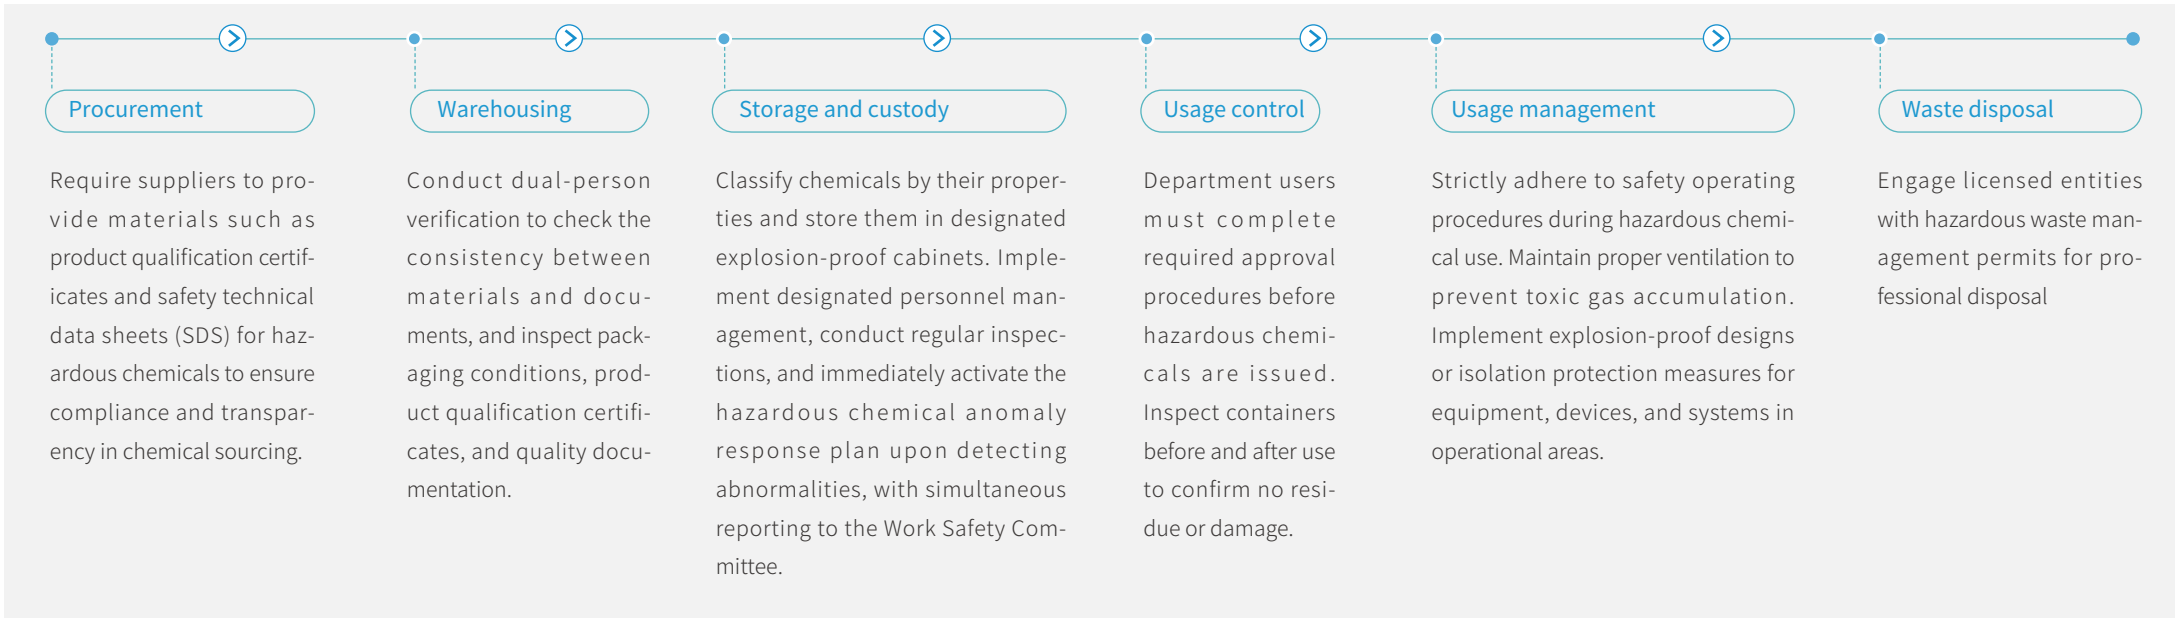 Procurement
Require suppliers to pro-
vide materials such as
product qualification certif-
icates and safety technical
data sheets (SDS) for haz-
ardous chemicals to ensure
compliance and transpar-
ency in chemical sourcing.
Warehousing
Conduct dual-person
verification to check the
consistency between
materials and docu-
ments, and inspect pack-
aging conditions, prod-
uct qualification certifi-
cates, and quality docu-
mentation.
Storage and custody
Classify chemicals by their proper-
ties and store them in designated
explosion-proof cabinets. Imple-
ment designated personnel man-
agement, conduct regular inspec-
tions, and immediately activate the
hazardous chemical anomaly
response plan upon detecting
abnormalities, with simultaneous
reporting to the Work Safety Com-
mittee.
Usage control
Department users
must complete
required approval
procedures before
hazardous chemi-
cals are issued.
Inspect containers
before and after use
to confirm no resi-
due or damage.
Usage management
Strictly adhere to safety operating
procedures during hazardous chemi-
cal use. Maintain proper ventilation to
prevent toxic gas accumulation.
Implement explosion-proof designs
or isolation protection measures for
equipment, devices, and systems in
operational areas.
Waste disposal
Engage licensed entities
with hazardous waste man-
agement permits for pro-
fessional disposal